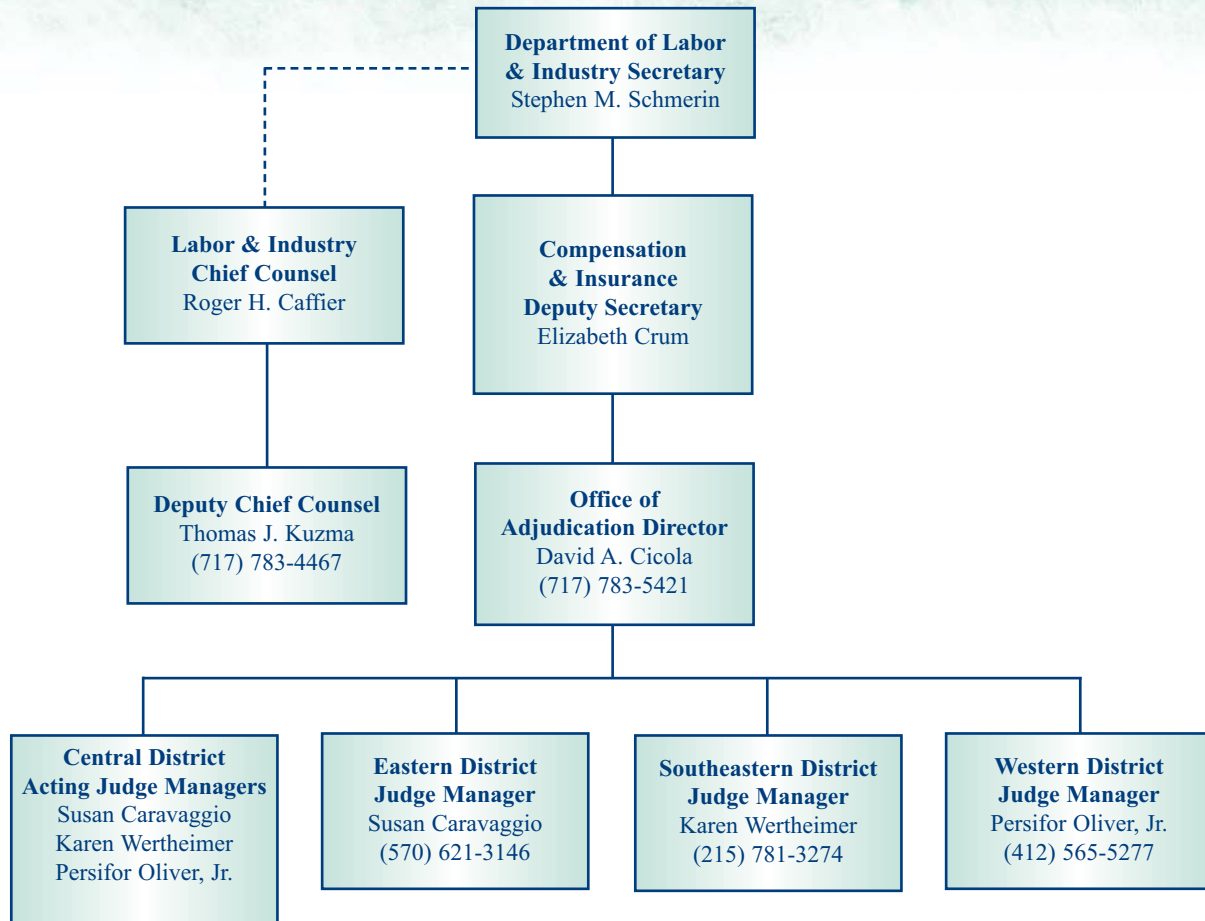 Department of Labor
& Industry Secretary
Stephen M. Schmerin
Labor & Industry
Chief Counsel
Roger H. Caffier
Compensation
& Insurance
Deputy Secretary
Elizabeth Crum
Deputy Chief Counsel
Thomas J. Kuzma
(717) 783-4467
Office of
Adjudication Director
David A. Cicola
(717) 783-5421
Central District
Acting Judge Managers
Susan Caravaggio
Karen Wertheimer
Persifor Oliver, Jr.
Eastern District
Judge Manager
Susan Caravaggio
(570) 621-3146
Southeastern District
Judge Manager
Karen Wertheimer
(215) 781-3274
Western District
Judge Manager
Persifor Oliver, Jr.
(412) 565-5277